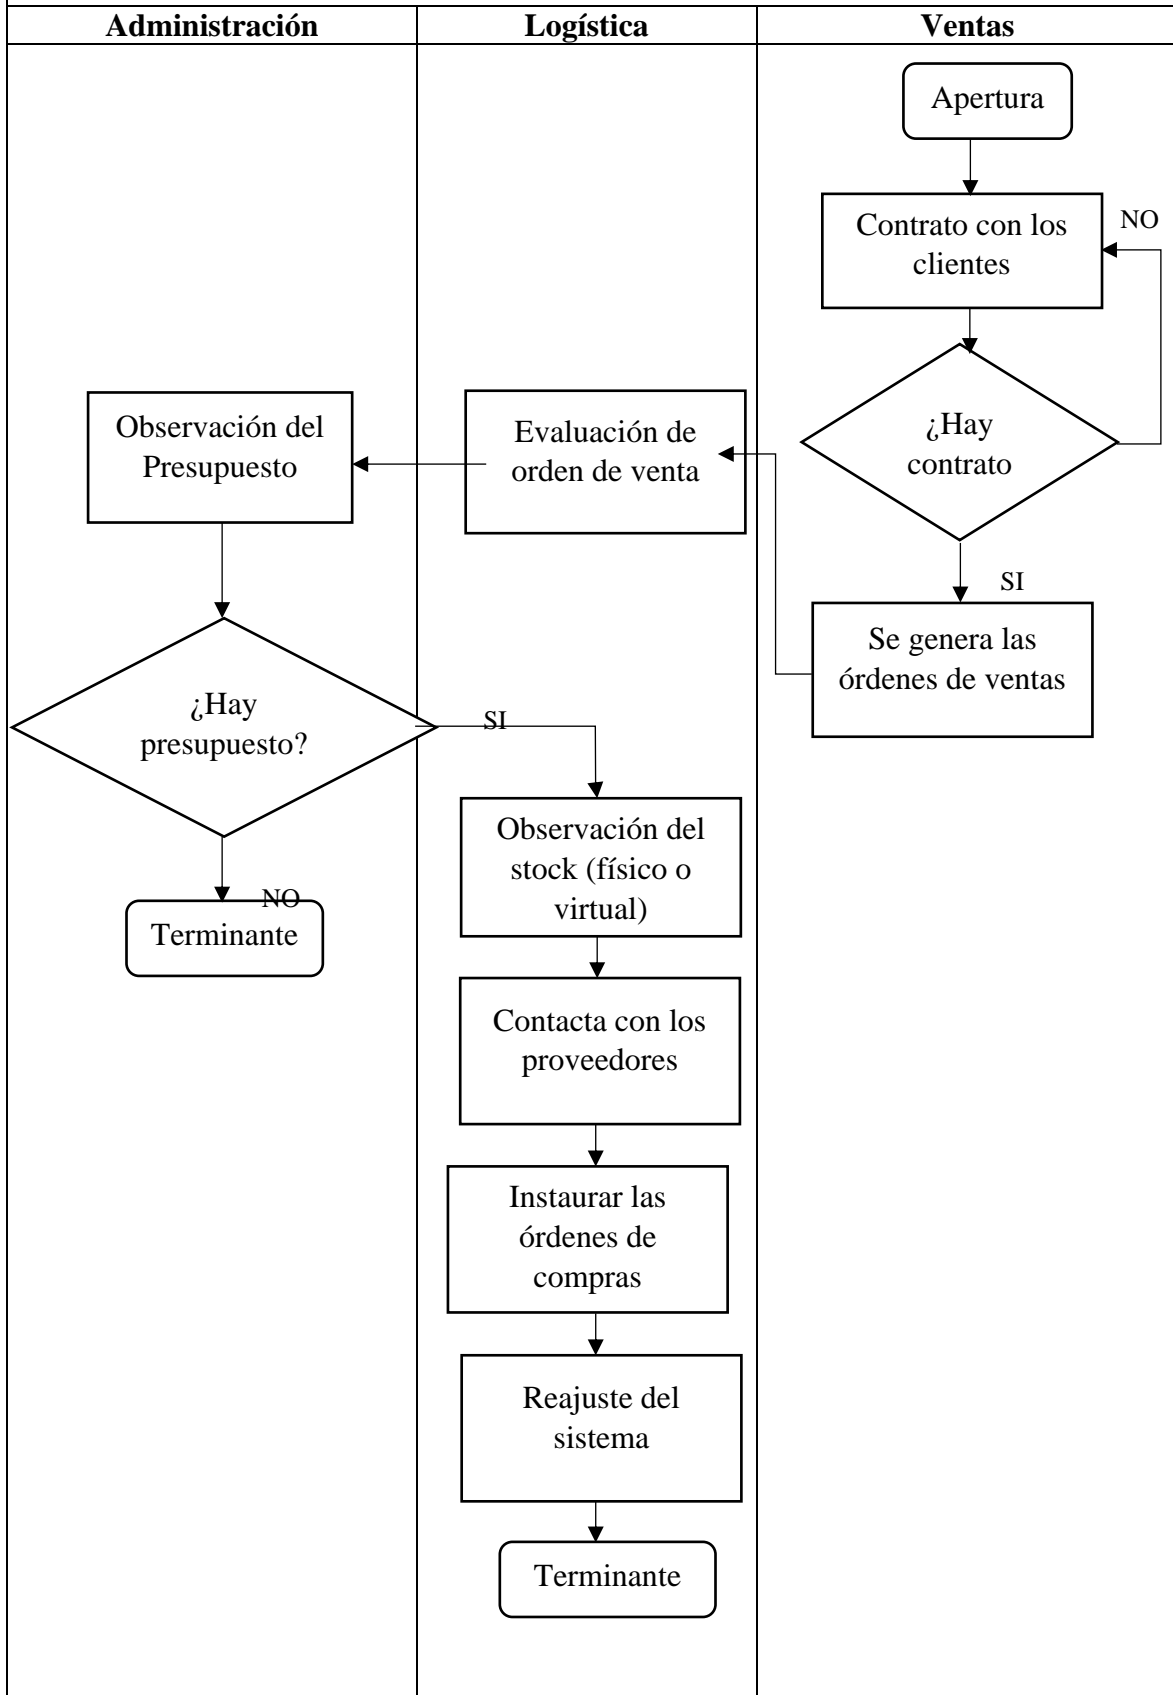 Administración
Logística
Ventas
Apertura
Contrato con los
clientes
NO
¿Hay
contrato
SI
Se genera las
órdenes de ventas
Evaluación de
orden de venta
Observación del
Presupuesto
¿Hay
presupuesto?
SI
NO
Terminante
Observación del
stock (físico o
virtual)
Contacta con los
proveedores
Instaurar las
órdenes de
compras
Reajuste del
sistema
Terminante